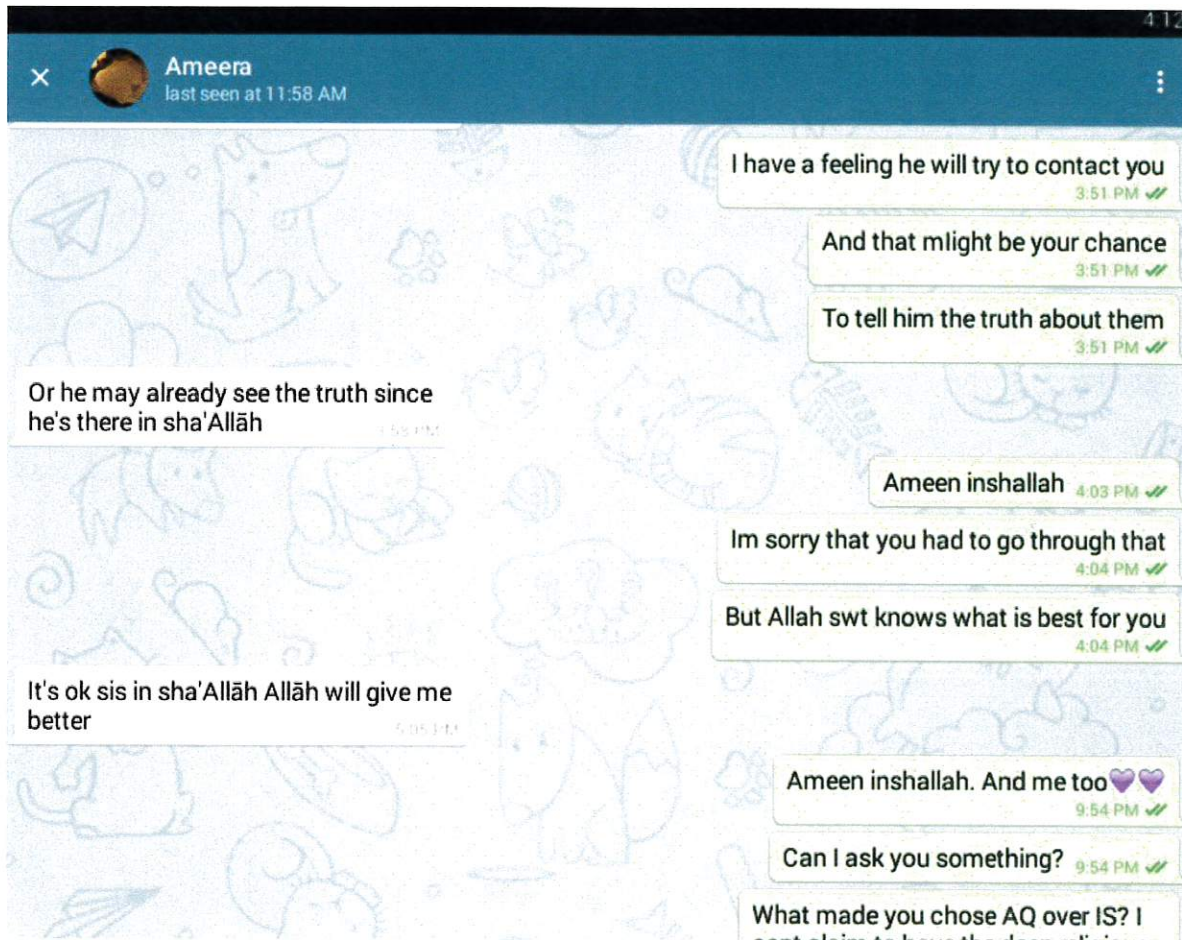 4:12
Ameera
last seen at 11:58 AM
I have a feeling he will try to contact you
3:51 PM
And that mlight be your chance
3:51 PM
To tell him the truth about them
3:51 PM
Or he may already see the truth since
he's there in sha'Allāh
Ameen inshallah 4:03 PM
Im sorry that you had to go through that
4:04 PM
But Allah swt knows what is best for you
4:04 PM
It's ok sis in sha'Allāh Allāh will give me
better
Ameen inshallah. And me too💜💜
9:54 PM
Can I ask you something? 9:54 PM
What made you chose AQ over IS? I